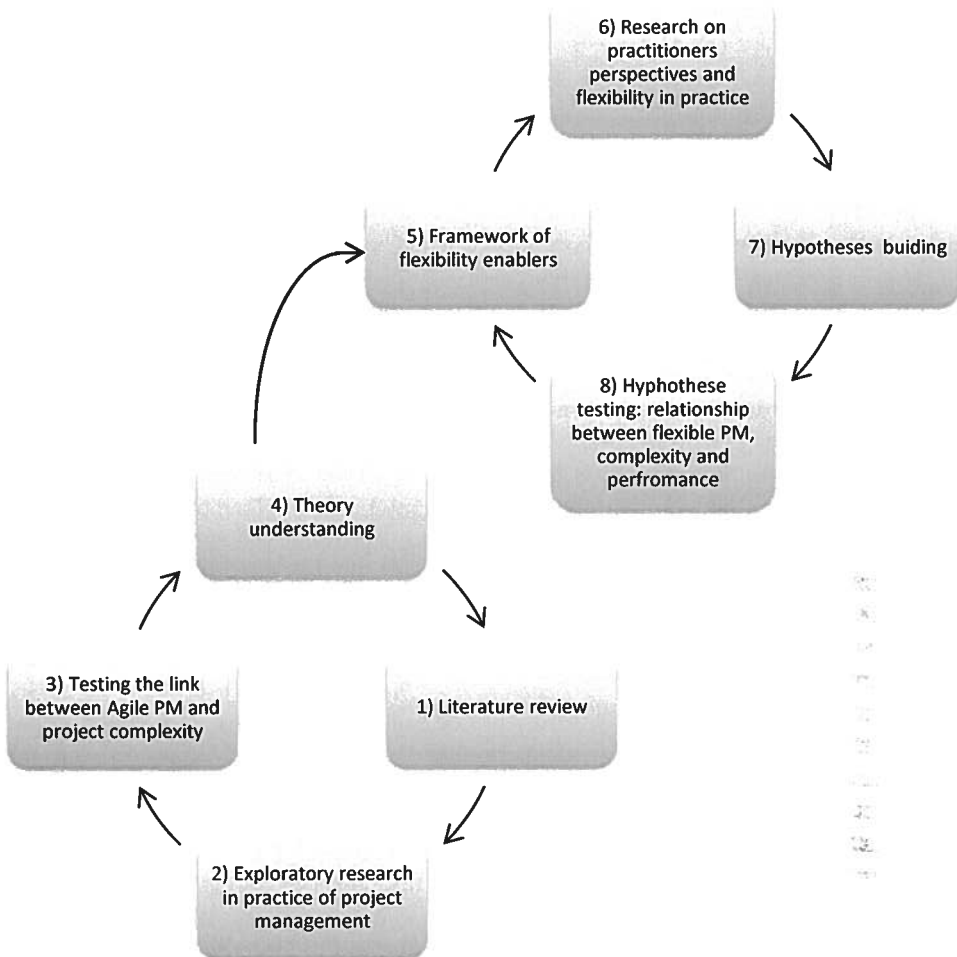 6) Research on
practitioners
perspectives and
flexibility in practice
5) Framework of
flexibility enablers
7) Hypotheses buiding
8) Hyphothese
testing: relationship
between flexible PM,
complexity and
perfromance
4) Theory
understanding
3) Testing the link
between Agile PM and
project complexity
1) Literature review
2) Exploratory research
in practice of project
management